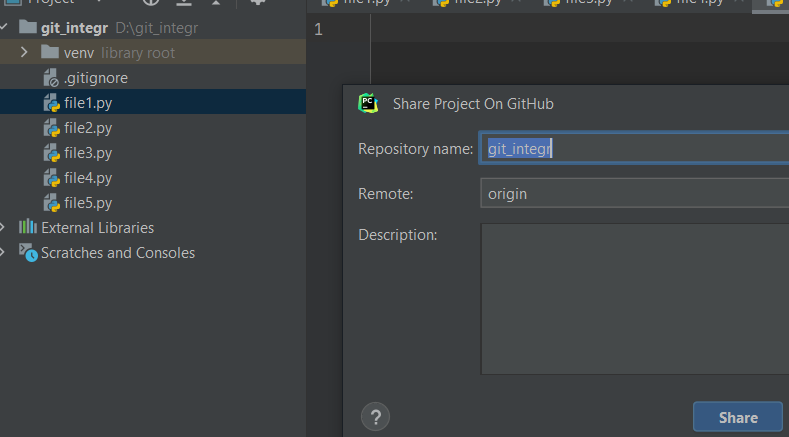 Project
git_integr D:\git_integr
venv library root
.gitignore
file1.py
file2.py
file3.py
file4.py
file5.py
External Libraries
Scratches and Consoles
file1.py file2.py file3.py file4.py
1
PC
Share Project On GitHub
Repository name: git_integr
Remote: origin
Description:
?
Share